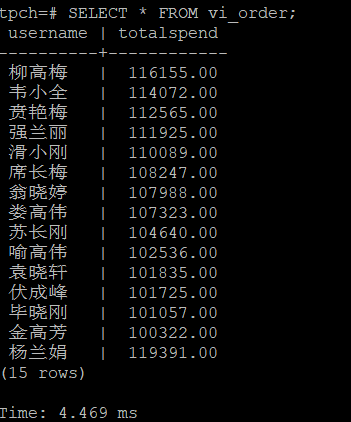 tpch=# SELECT * FROM vi_order;
username | totalspend
----------+------------
柳高梅 | 116155.00
韦小全 | 114072.00
贲艳梅 | 112565.00
强兰丽 | 111925.00
滑小刚 | 110089.00
席长梅 | 108247.00
翁晓婷 | 107988.00
娄高伟 | 107323.00
苏长刚 | 104640.00
喻高伟 | 102536.00
袁晓轩 | 101835.00
伏成峰 | 101725.00
毕晓刚 | 101057.00
金高芳 | 100322.00
杨兰娟 | 119391.00
(15 rows)
Time: 4.469 ms